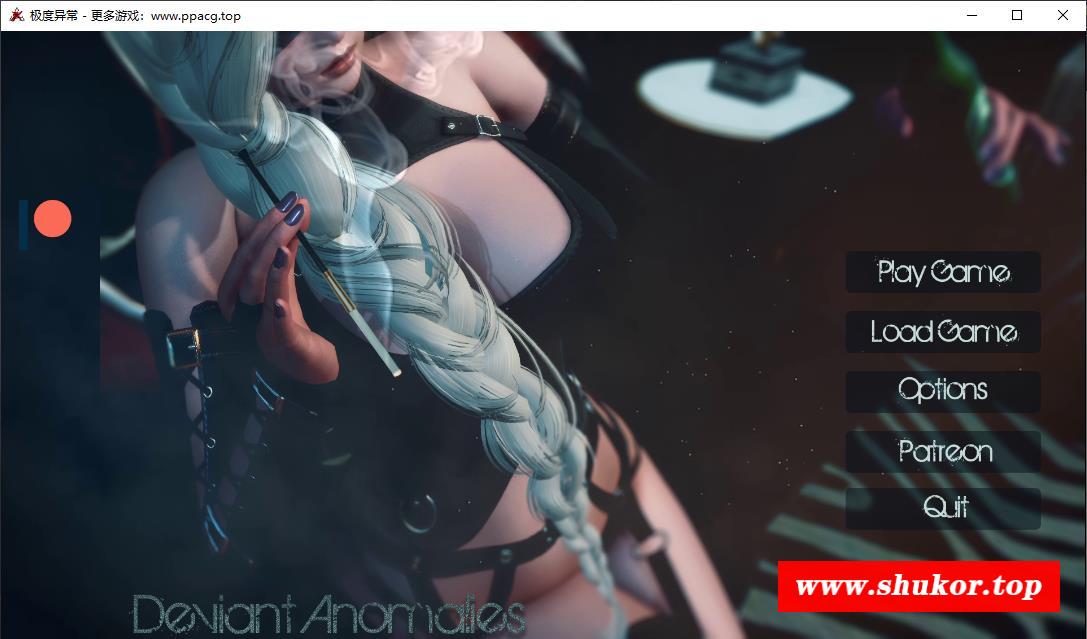 极度异常 - 更多游戏：www.ppacg.top
Play Game
Load Game
Options
Patreon
Quit
www.shukor.top
Deviant Anomalies